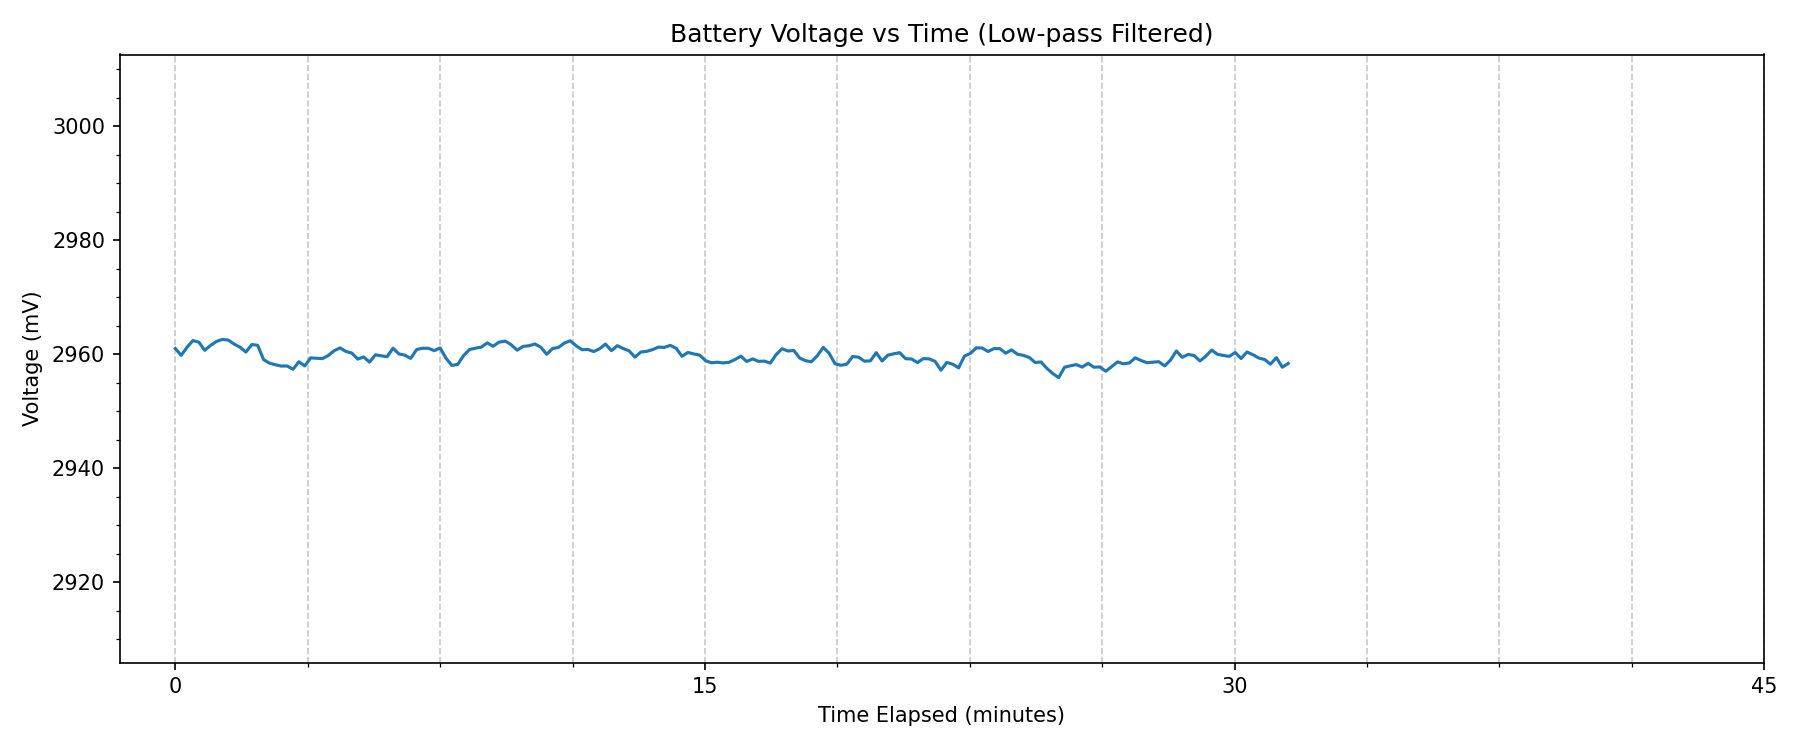 Battery Voltage vs Time (Low-pass Filtered)
Voltage (mV)
3000
2980
2960
2940
2920
0 15 30 45
Time Elapsed (minutes)